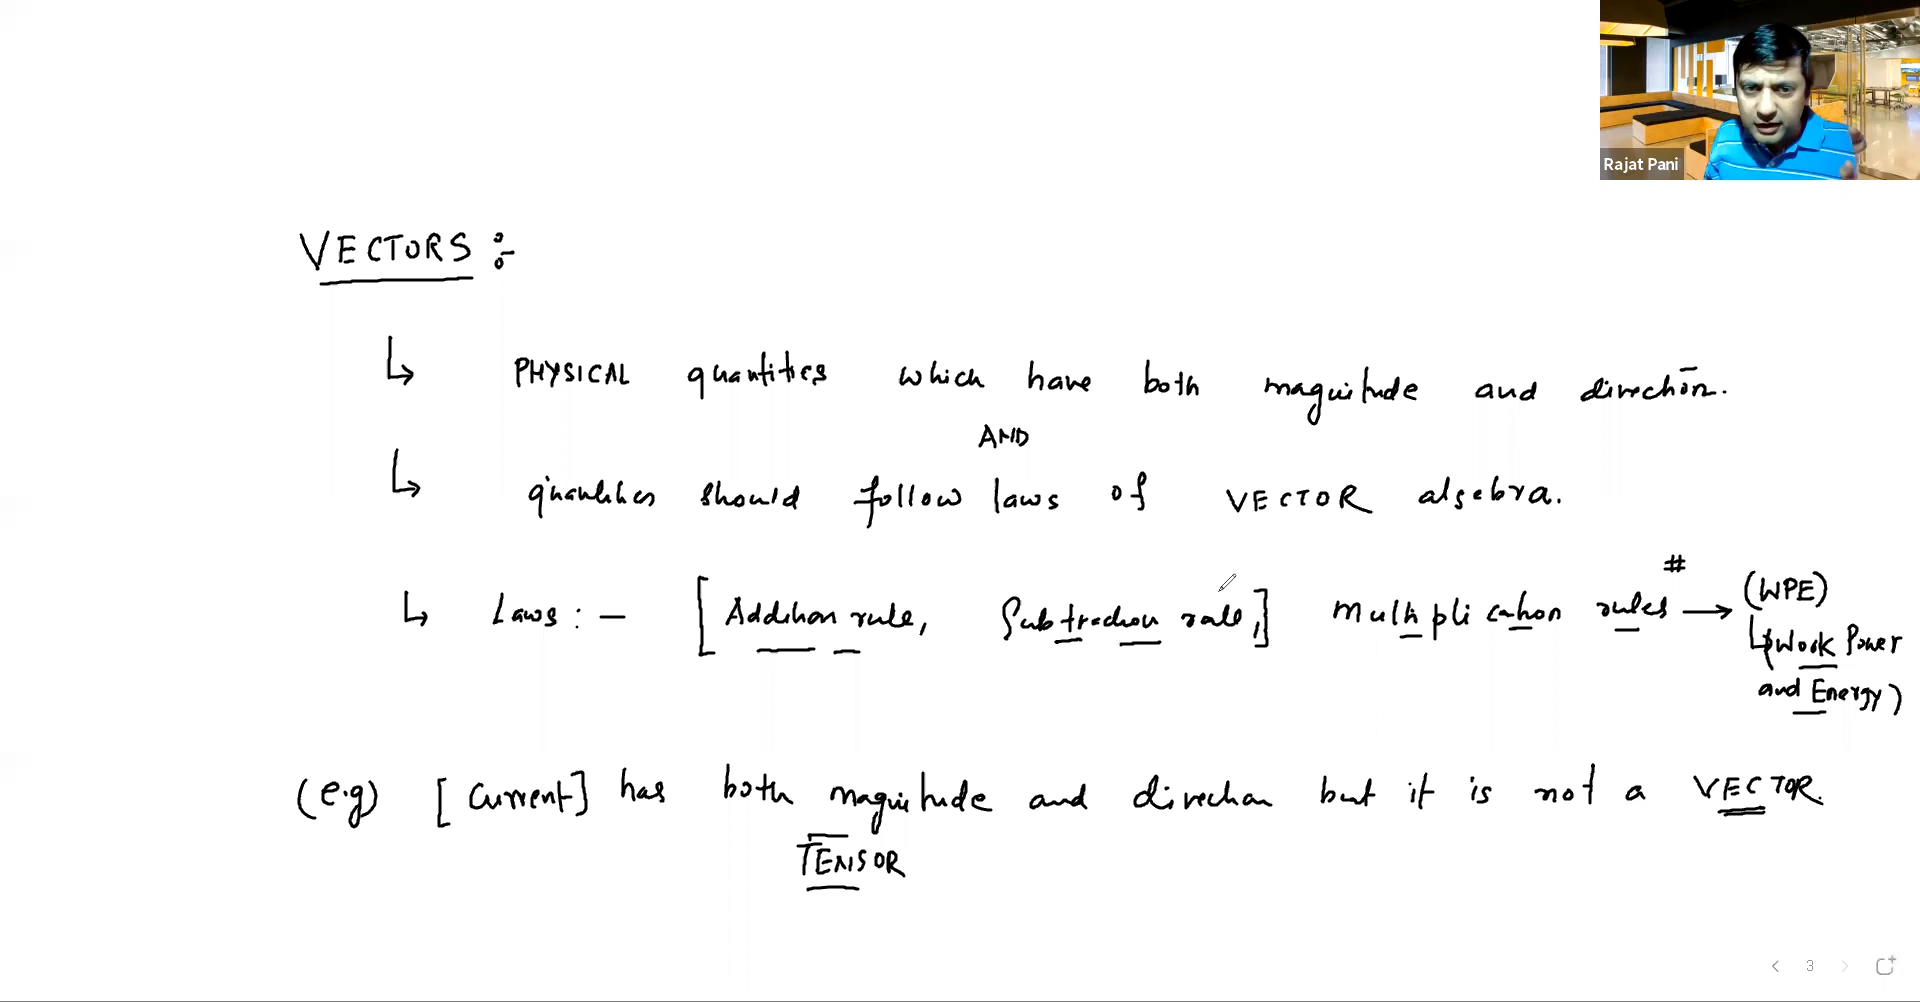 Rajat Pani
VECTORS :-
↳ PHYSICAL quantities which have both magnitude and direction.
AND
↳ quantities should follow laws of VECTOR algebra.
↳ Laws :- [Addition rule, Subtraction rule,] Multiplication rules # → (WPE)
↳ (Work Power
and Energy)
(e.g) [Current] has both magnitude and direction but it is not a VECTOR.
TENSOR
3